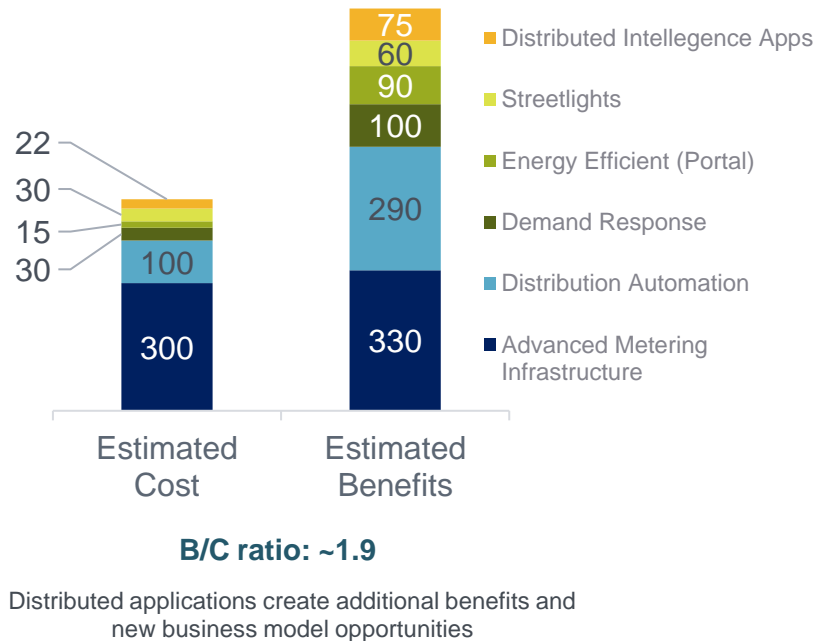 75
60
90
100
290
330
22
30
15
30
100
300
Distributed Intellegence Apps
Streetlights
Energy Efficient (Portal)
Demand Response
Distribution Automation
Advanced Metering
Infrastructure
Estimated
Cost
Estimated
Benefits
B/C ratio: ~1.9
Distributed applications create additional benefits and
new business model opportunities